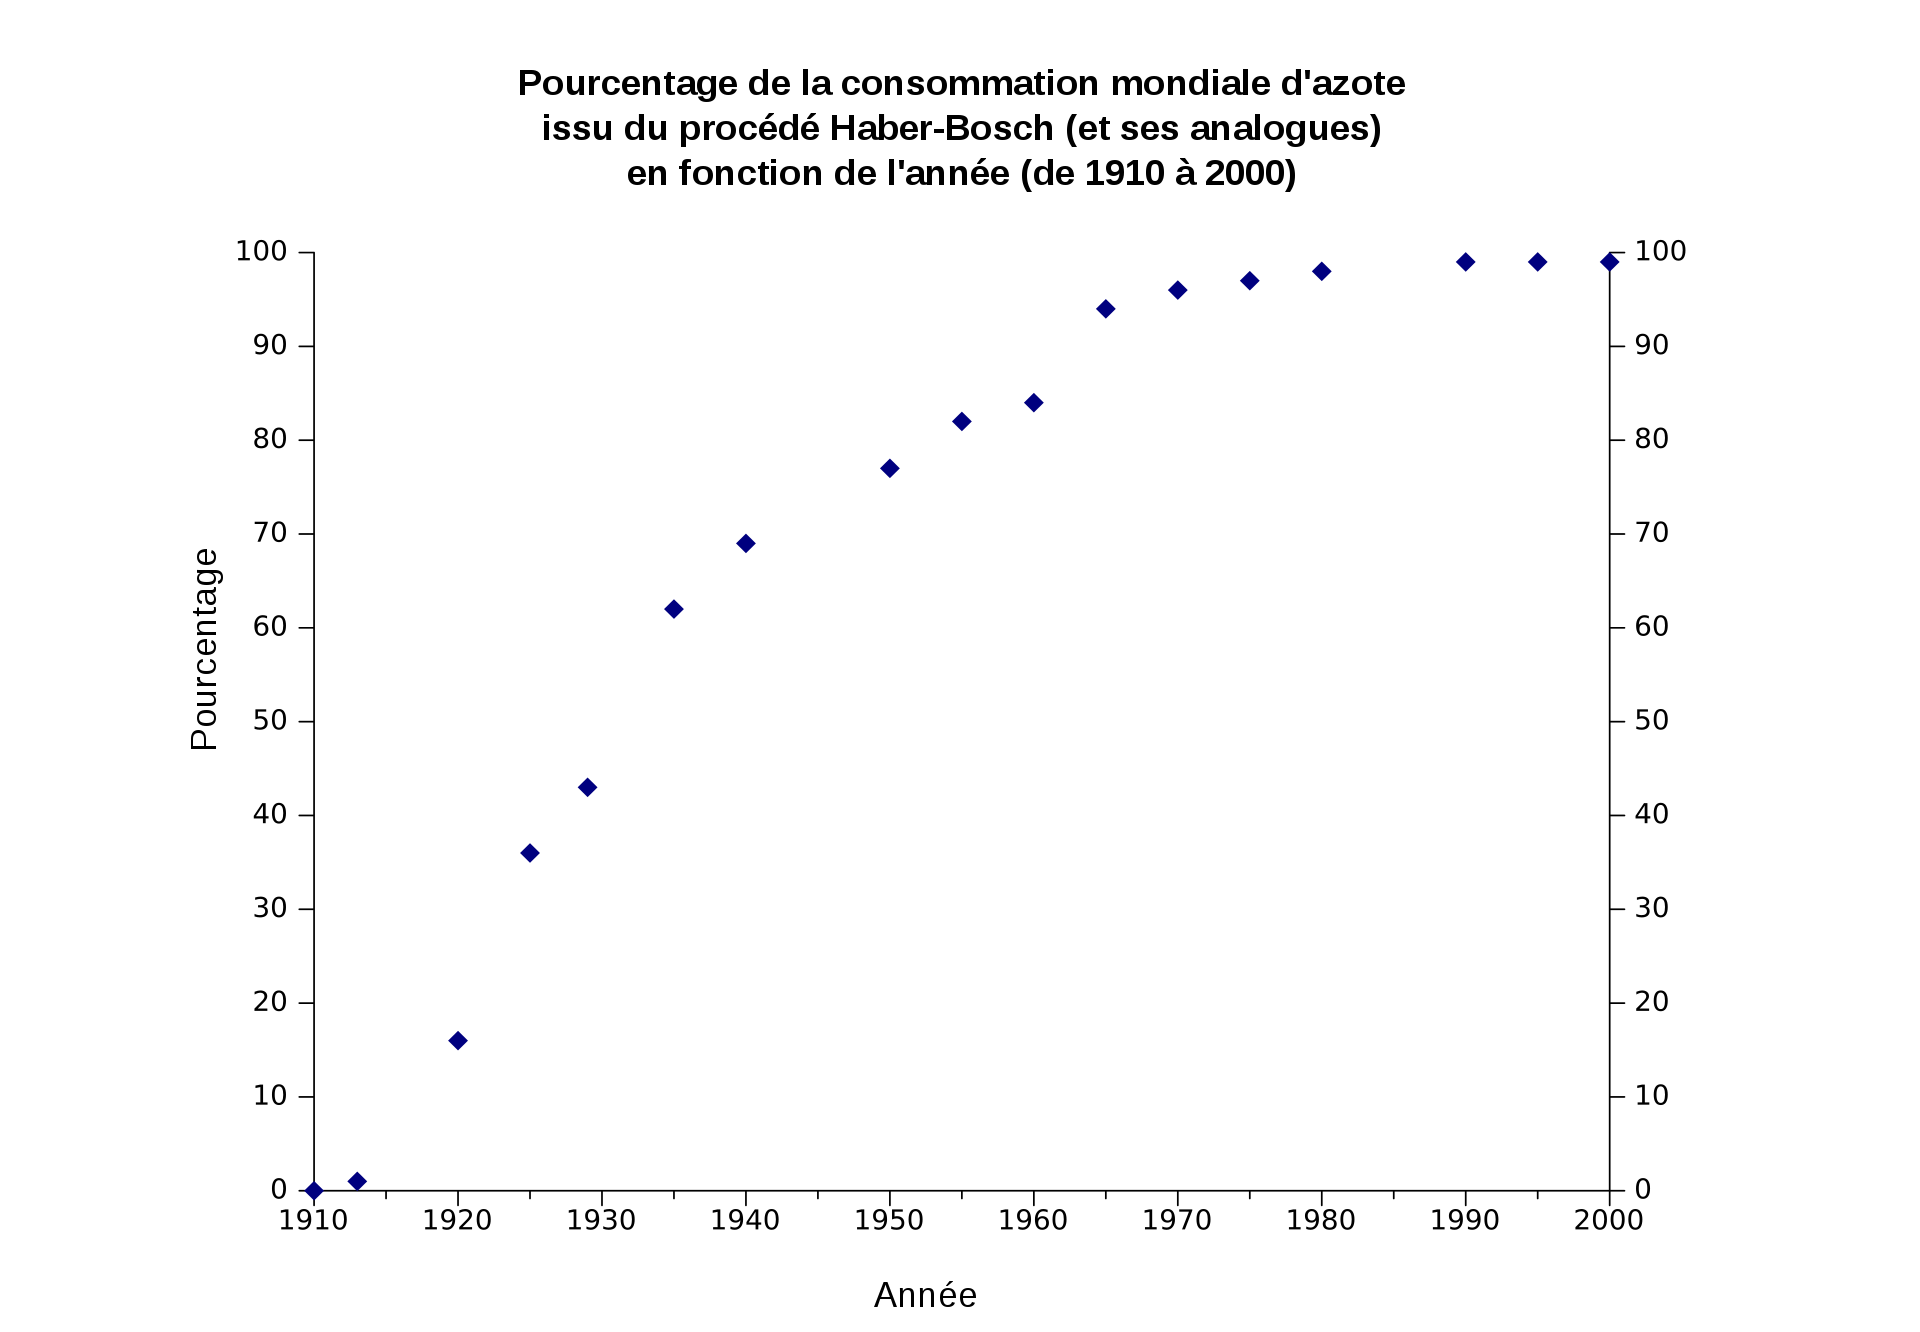 Pourcentage de la consommation mondiale d'azote
issu du procédé Haber-Bosch (et ses analogues)
en fonction de l'année (de 1910 à 2000)
100 100
90 90
80 80
70 70
60 60
50 50
40 40
30 30
20 20
10 10
0 0
Pourcentage
1910 1920 1930 1940 1950 1960 1970 1980 1990 2000
Année